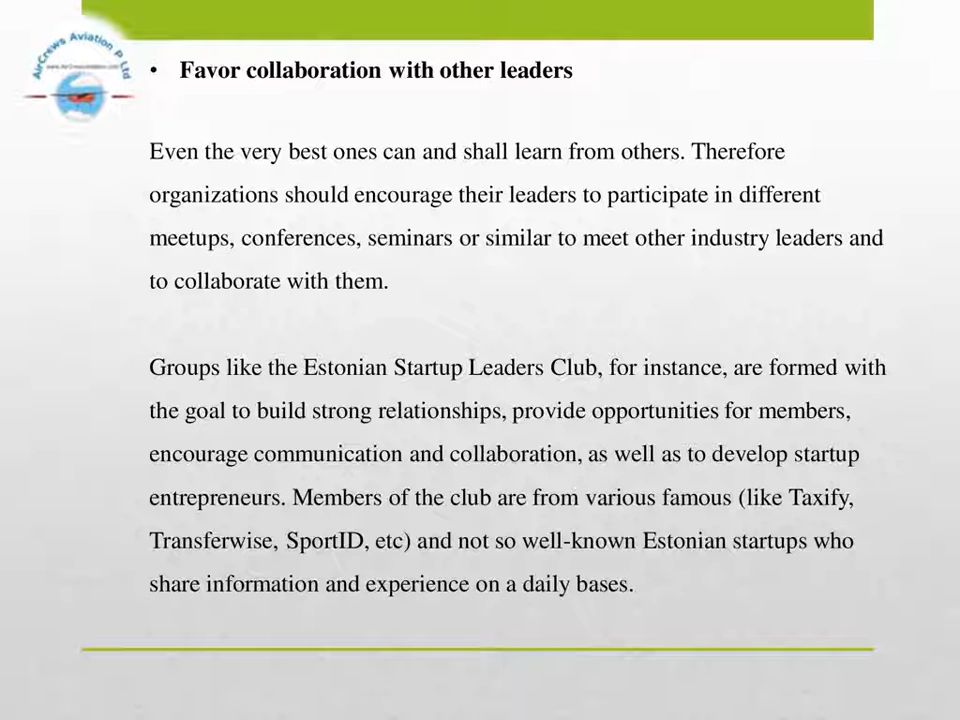 AirCrews Aviation P Ltd
• Favor collaboration with other leaders
Even the very best ones can and shall learn from others. Therefore
organizations should encourage their leaders to participate in different
meetups, conferences, seminars or similar to meet other industry leaders and
to collaborate with them.
Groups like the Estonian Startup Leaders Club, for instance, are formed with
the goal to build strong relationships, provide opportunities for members,
encourage communication and collaboration, as well as to develop startup
entrepreneurs. Members of the club are from various famous (like Taxify,
Transferwise, SportID, etc) and not so well-known Estonian startups who
share information and experience on a daily bases.